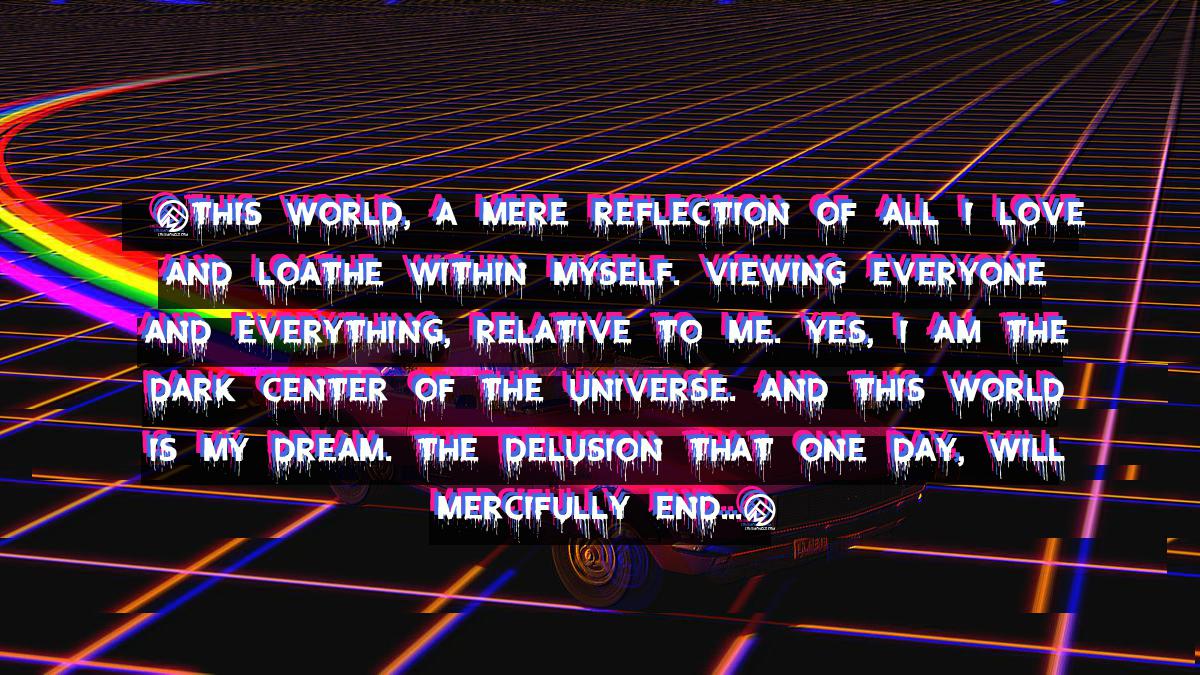 THIS WORLD, A MERE REFLECTION OF ALL I LOVE
AND LOATHE WITHIN MYSELF. VIEWING EVERYONE
AND EVERYTHING, RELATIVE TO ME. YES, I AM THE
DARK CENTER OF THE UNIVERSE. AND THIS WORLD
IS MY DREAM. THE DELUSION THAT ONE DAY, WILL
MERCIFULLY END...